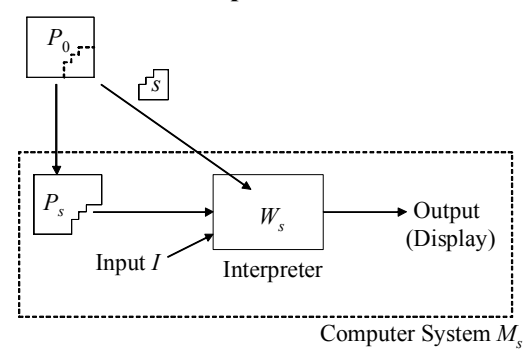 P0
s
Ps
Ws
Output
(Display)
Input I
Interpreter
Computer System Ms